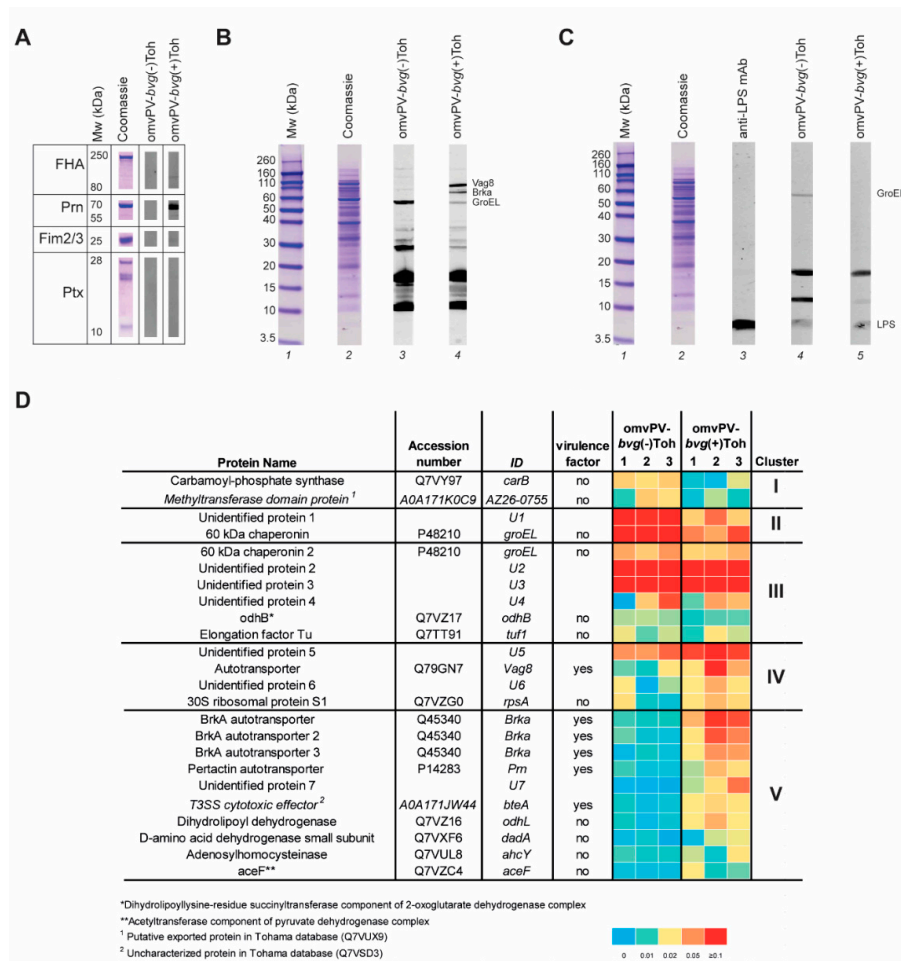 A
Mw (kDa)
Coomassie
omvPV-bvg(-)Toh
omvPV-bvg(+)Toh
FHA
250
80
Prn
70
55
Fim2/3
25
Ptx
28
10
B
Mw (kDa)
Coomassie
omvPV-bvg(-)Toh
omvPV-bvg(+)Toh
260
160
110
80
60
50
40
30
20
15
10
3.5
Vag8
Brka
GroEL
1 2 3 4
C
Mw (kDa)
Coomassie
anti-LPS mAb
omvPV-bvg(-)Toh
omvPV-bvg(+)Toh
260
160
110
80
60
50
40
30
20
15
10
3.5
GroEL
LPS
1 2 3 4 5
D
Protein Name Accession number ID virulence factor omvPV-bvg(-)Toh omvPV-bvg(+)Toh Cluster
1 2 3 1 2 3
Carbamoyl-phosphate synthase Q7VY97 carB no I
Methyltransferase domain protein 1 A0A171K0C9 AZ26-0755 no
Unidentified protein 1 U1 II
60 kDa chaperonin P48210 groEL no
60 kDa chaperonin 2 P48210 groEL no III
Unidentified protein 2 U2
Unidentified protein 3 U3
Unidentified protein 4 U4
odhB* Q7VZ17 odhB no
Elongation factor Tu Q7TT91 tuf1 no
Unidentified protein 5 U5 IV
Autotransporter Q79GN7 Vag8 yes
Unidentified protein 6 U6
30S ribosomal protein S1 Q7VZG0 rpsA no
BrkA autotransporter Q45340 Brka yes V
BrkA autotransporter 2 Q45340 Brka yes
BrkA autotransporter 3 Q45340 Brka yes
Pertactin autotransporter P14283 Prn yes
Unidentified protein 7 U7
T3SS cytotoxic effector 2 A0A171JW44 bteA yes
Dihydrolipoyl dehydrogenase Q7VZ16 odhL no
D-amino acid dehydrogenase small subunit Q7VXF6 dadA no
Adenosylhomocysteinase Q7VUL8 ahcY no
aceF** Q7VZC4 aceF no
*Dihydrolipoyllysine-residue succinyltransferase component of 2-oxoglutarate dehydrogenase complex
**Acetyltransferase component of pyruvate dehydrogenase complex
1 Putative exported protein in Tohama database (Q7VUX9)
2 Uncharacterized protein in Tohama database (Q7VSD3)
0 0.01 0.02 0.05 ≥0.1